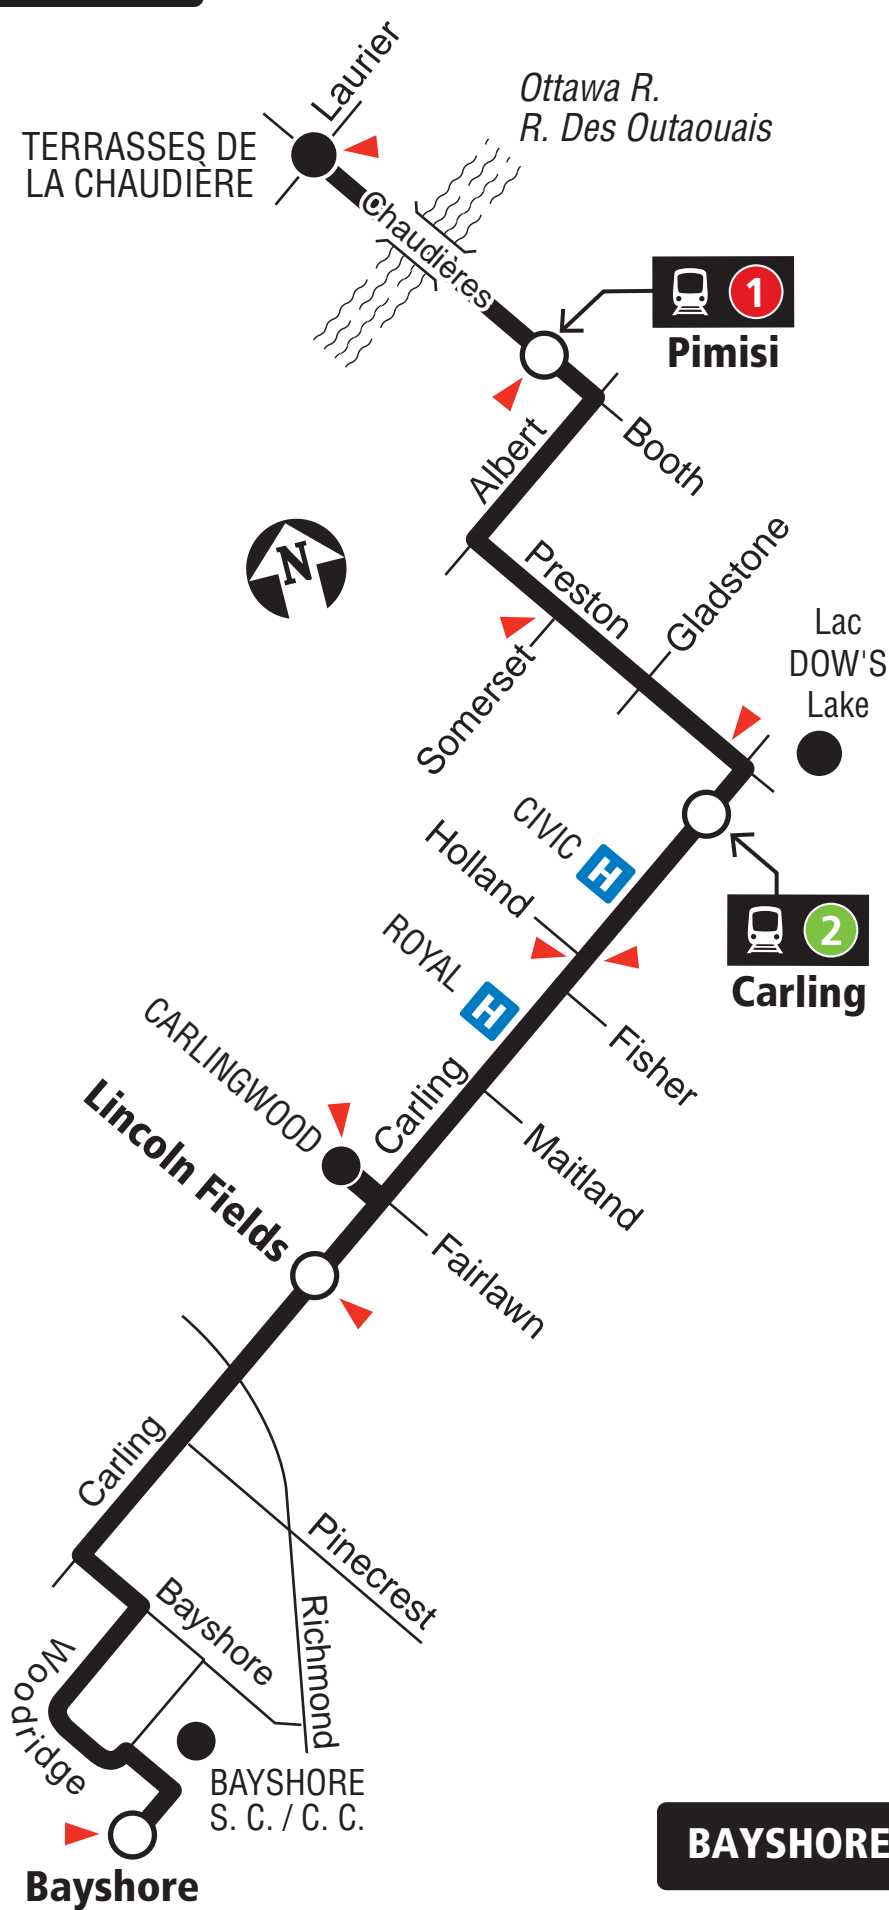 Laurier
TERRASSES DE
LA CHAUDIÈRE
Ottawa R.
R. Des Outaouais
Chaudières
1
Pimisi
Booth
Albert
N
Preston
Gladstone
Somerset
Lac
DOW'S
Lake
CIVIC
H
Holland
2
Carling
ROYAL
H
Fisher
CARLINGWOOD
Carling
Maitland
Lincoln Fields
Fairlawn
Carling
Pinecrest
Richmond
Bayshore
Woodridge
BAYSHORE
S. C. / C. C.
Bayshore
BAYSHORE